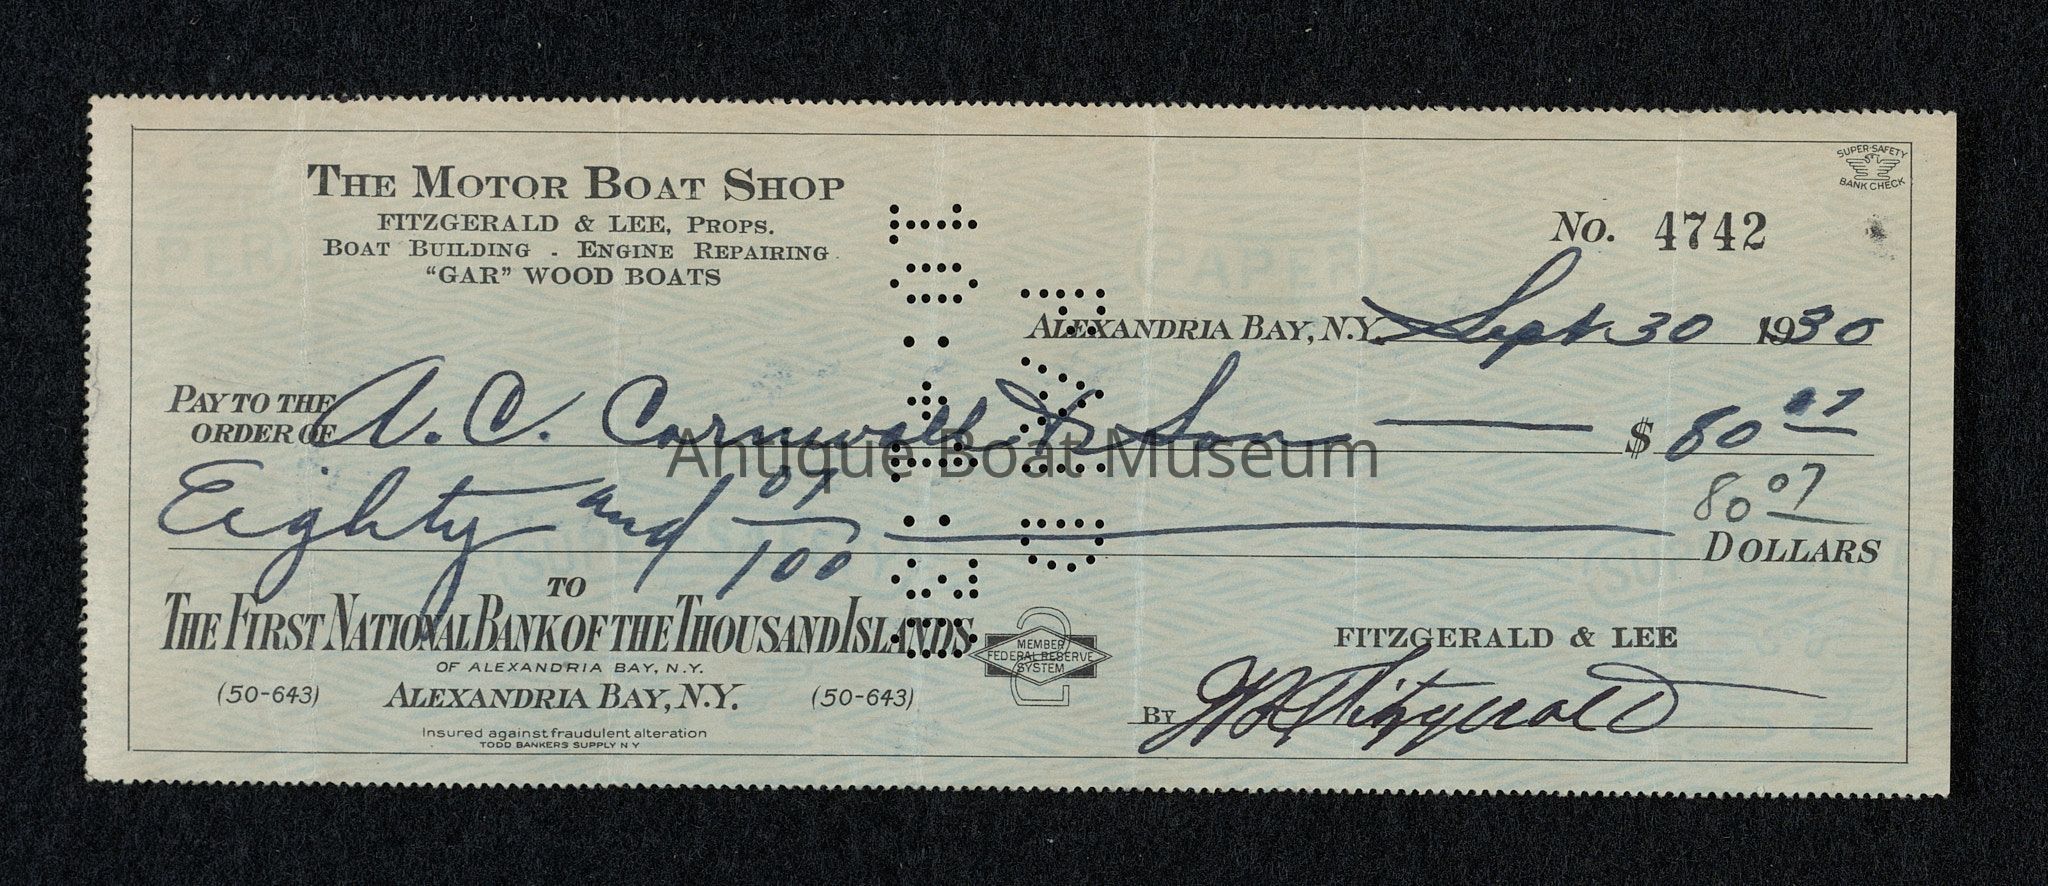 THE MOTOR BOAT SHOP
FITZGERALD & LEE, PROPS.
BOAT BUILDING - ENGINE REPAIRING
"GAR" WOOD BOATS
SUPER-SAFETY
BANK CHECK
No. 4742
ALEXANDRIA BAY, N.Y. Sept 30 1930
PAY TO THE
ORDER OF A. C. Cornwall & Son $ 80 07
Antique Boat Museum
80 07
Eighty and 07/100 DOLLARS
TO
THE FIRST NATIONAL BANK OF THE THOUSAND ISLANDS
OF ALEXANDRIA BAY, N.Y.
(50-643) ALEXANDRIA BAY, N.Y. (50-643)
MEMBER
FEDERAL RESERVE
SYSTEM
2
FITZGERALD & LEE
BY Fitzgerald
Insured against fraudulent alteration
TODD BANKERS SUPPLY N Y